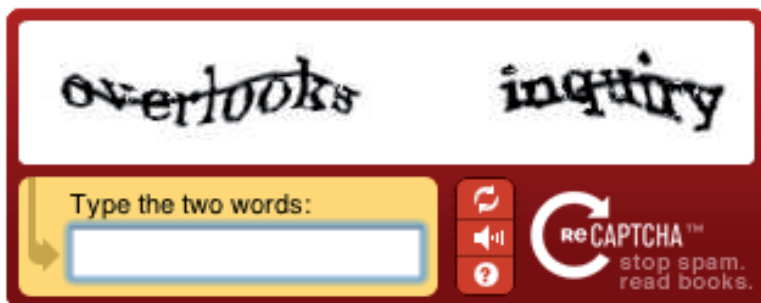 overlooks inquiry
Type the two words:
ReCAPTCHA™
stop spam.
read books.